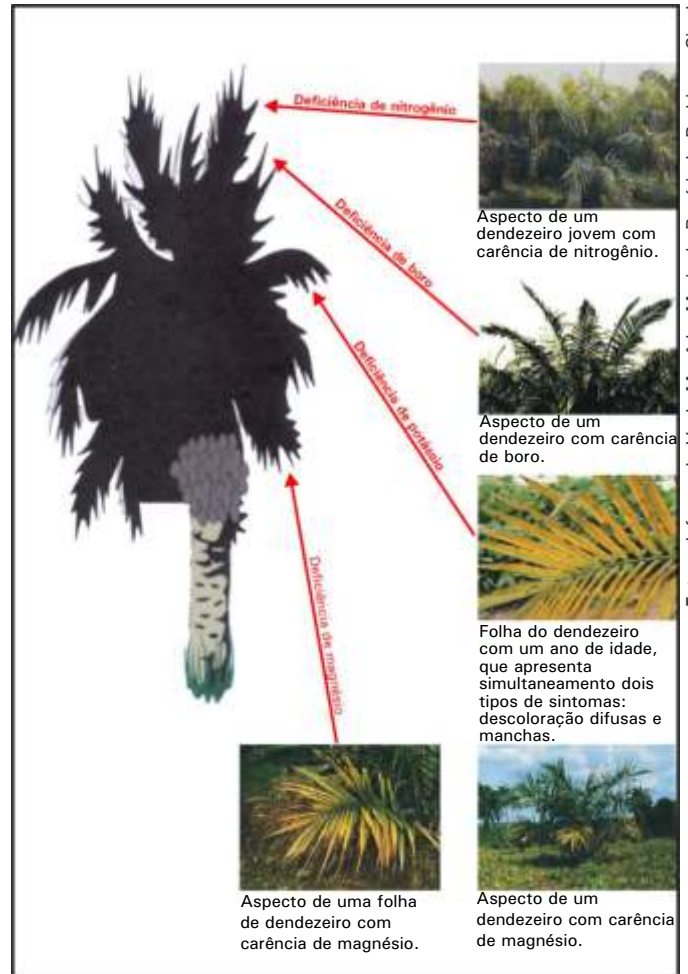 Deficiência de nitrogênio
Aspecto de um
dendezeiro jovem com
carência de nitrogênio.
Deficiência de boro
Aspecto de um
dendezeiro com carência
de boro.
Deficiência de potássio
Folha do dendezeiro
com um ano de idade,
que apresenta
simultaneamento dois
tipos de sintomas:
descoloração difusas e
manchas.
Deficiência de magnésio
Aspecto de uma folha
de dendezeiro com
carência de magnésio.
Aspecto de um
dendezeiro com carência
de magnésio.